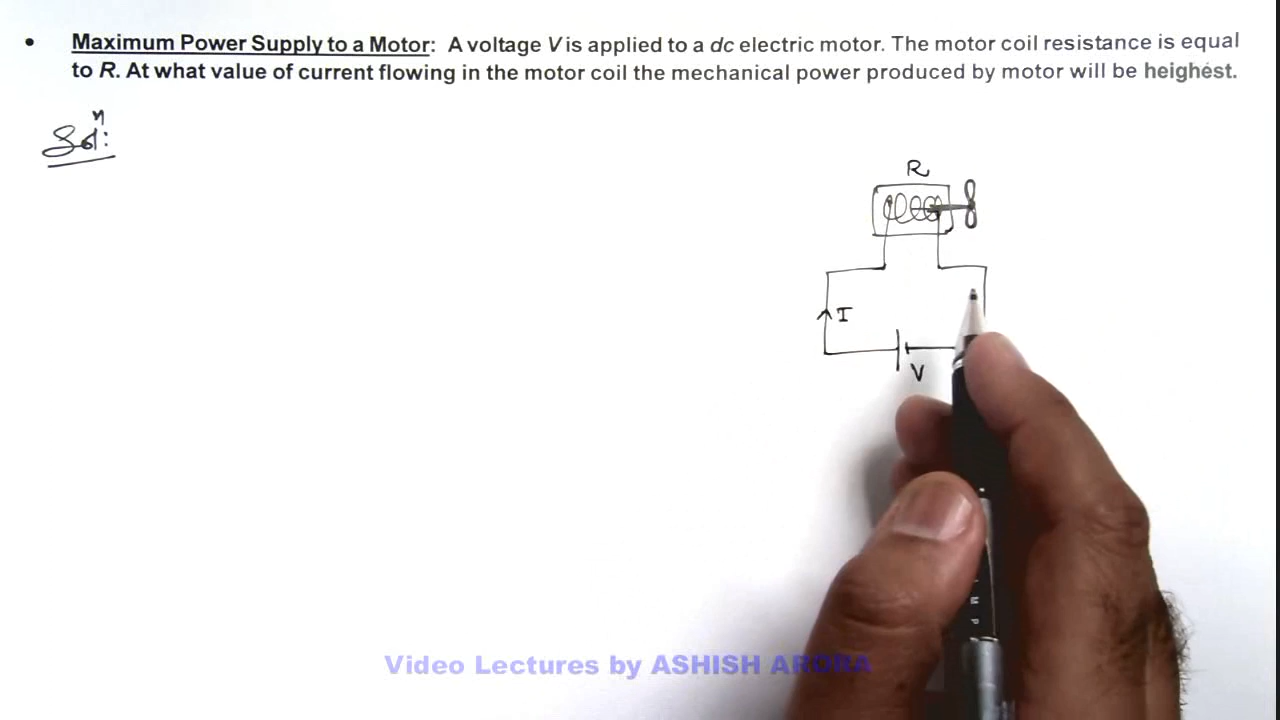 • Maximum Power Supply to a Motor: A voltage V is applied to a dc electric motor. The motor coil resistance is equal
to R. At what value of current flowing in the motor coil the mechanical power produced by motor will be heighest.
Solⁿ:
R
I
V
Video Lectures by ASHISH ARORA